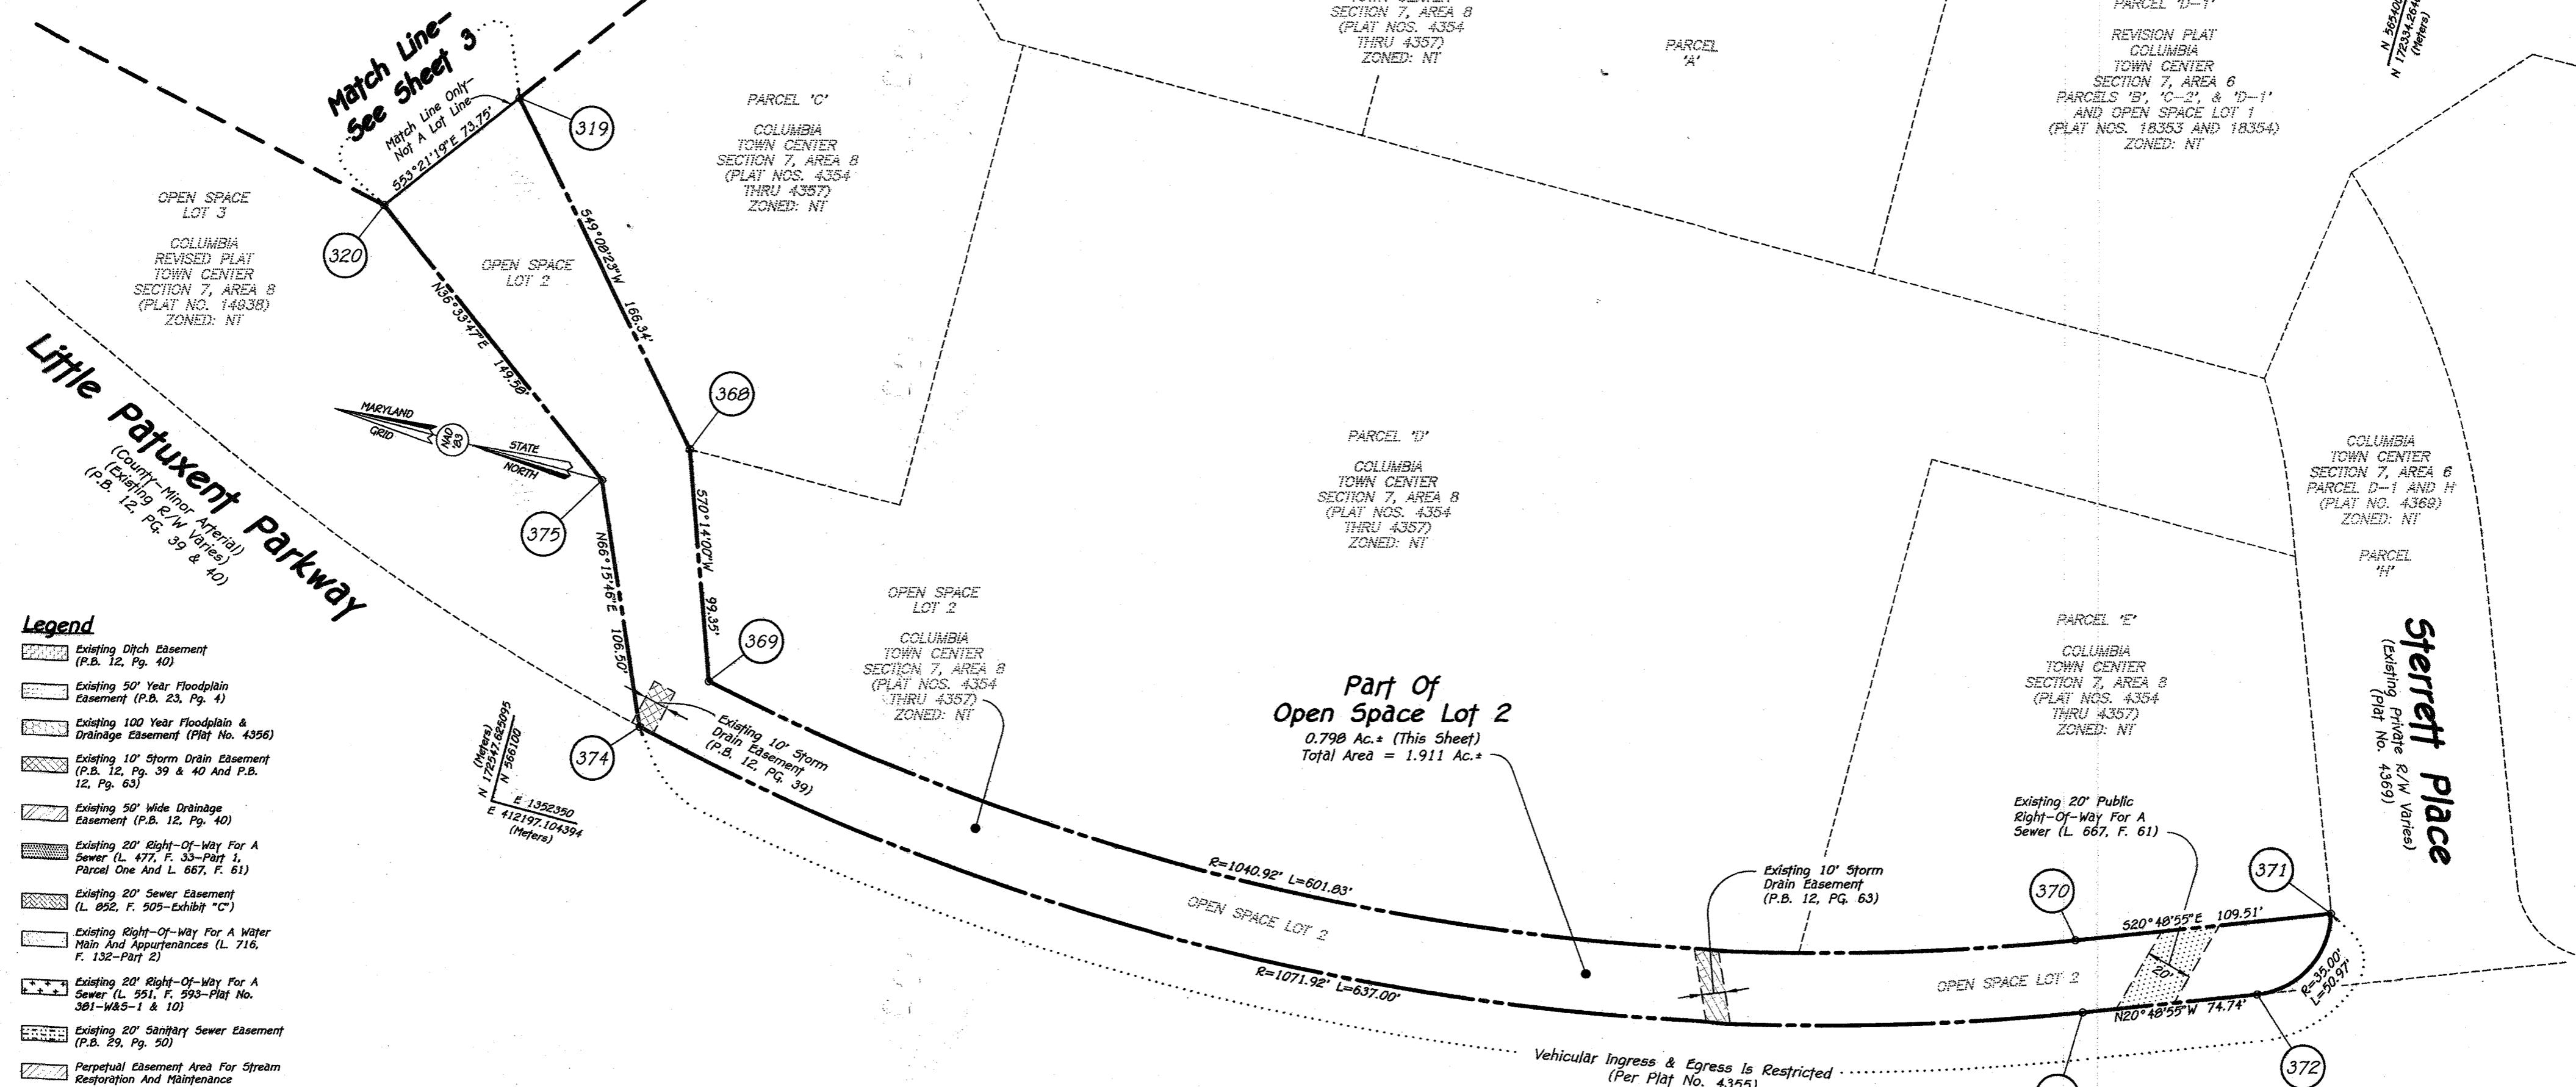 Match Line-
See Sheet 3
Match Line Only-
Not A Lot Line
S53°21'19"E 73.75'
319
320
OPEN SPACE
LOT 3
COLUMBIA
REVISED PLAT
TOWN CENTER
SECTION 7, AREA 8
(PLAT NO. 14938)
ZONED: NT
OPEN SPACE
LOT 2
PARCEL 'C'
COLUMBIA
TOWN CENTER
SECTION 7, AREA 8
(PLAT NOS. 4354
THRU 4357)
ZONED: NT
SECTION 7, AREA 8
(PLAT NOS. 4354
THRU 4357)
ZONED: NT
PARCEL
'A'
PARCEL 'D-1'
REVISION PLAT
COLUMBIA
TOWN CENTER
SECTION 7, AREA 6
PARCELS 'B', 'C-2', & 'D-1'
AND OPEN SPACE LOT 1
(PLAT NOS. 18353 AND 18354)
ZONED: NT
(Meters)
S49°08'23"W 166.34'
N36°33'47"E 149.58'
368
375
MARYLAND
GRID
NAD
'83
STATE
NORTH
Little Patuxent Parkway
(County-Minor Arterial)
(Existing R/W Varies)
(P.B. 12, PG. 39 & 40)
S70°14'00"W 99.35'
N66°15'46"E 106.50'
369
374
N 172547.625095
(Meters)
N 566100
E 1352350
E 412197.104394
(Meters)
Existing 10' Storm
Drain Easement
(P.B. 12, PG. 39)
OPEN SPACE
LOT 2
COLUMBIA
TOWN CENTER
SECTION 7, AREA 8
(PLAT NOS. 4354
THRU 4357)
ZONED: NT
PARCEL 'D'
COLUMBIA
TOWN CENTER
SECTION 7, AREA 8
(PLAT NOS. 4354
THRU 4357)
ZONED: NT
Part Of
Open Space Lot 2
0.798 Ac.± (This Sheet)
Total Area = 1.911 Ac.±
R=1040.92' L=601.83'
OPEN SPACE LOT 2
R=1071.92' L=637.00'
Existing 10' Storm
Drain Easement
(P.B. 12, PG. 63)
PARCEL 'E'
COLUMBIA
TOWN CENTER
SECTION 7, AREA 8
(PLAT NOS. 4354
THRU 4357)
ZONED: NT
Existing 20' Public
Right-Of-Way For A
Sewer (L. 667, F. 61)
COLUMBIA
TOWN CENTER
SECTION 7, AREA 6
PARCEL D-1 AND H
(PLAT NO. 4369)
ZONED: NT
PARCEL
'H'
Sterrett Place
(Existing Private R/W Varies)
(Plat No. 4369)
370
371
S20°48'55"E 109.51'
OPEN SPACE LOT 2
20'
N20°48'55"W 74.74'
R=35.00'
L=50.97'
372
Vehicular Ingress & Egress Is Restricted
(Per Plat No. 4355)
Legend
Existing Ditch Easement
(P.B. 12, Pg. 40)
Existing 50' Year Floodplain
Easement (P.B. 23, Pg. 4)
Existing 100 Year Floodplain &
Drainage Easement (Plat No. 4356)
Existing 10' Storm Drain Easement
(P.B. 12, Pg. 39 & 40 And P.B.
12, Pg. 63)
Existing 50' Wide Drainage
Easement (P.B. 12, Pg. 40)
Existing 20' Right-Of-Way For A
Sewer (L. 477, F. 33-Part 1,
Parcel One And L. 667, F. 61)
Existing 20' Sewer Easement
(L. 852, F. 505-Exhibit "C")
Existing Right-Of-Way For A Water
Main And Appurtenances (L. 716,
F. 132-Part 2)
Existing 20' Right-Of-Way For A
Sewer (L. 551, F. 593-Plat No.
381-W&S-1 & 10)
Existing 20' Sanitary Sewer Easement
(P.B. 29, Pg. 50)
Perpetual Easement Area For Stream
Restoration And Maintenance